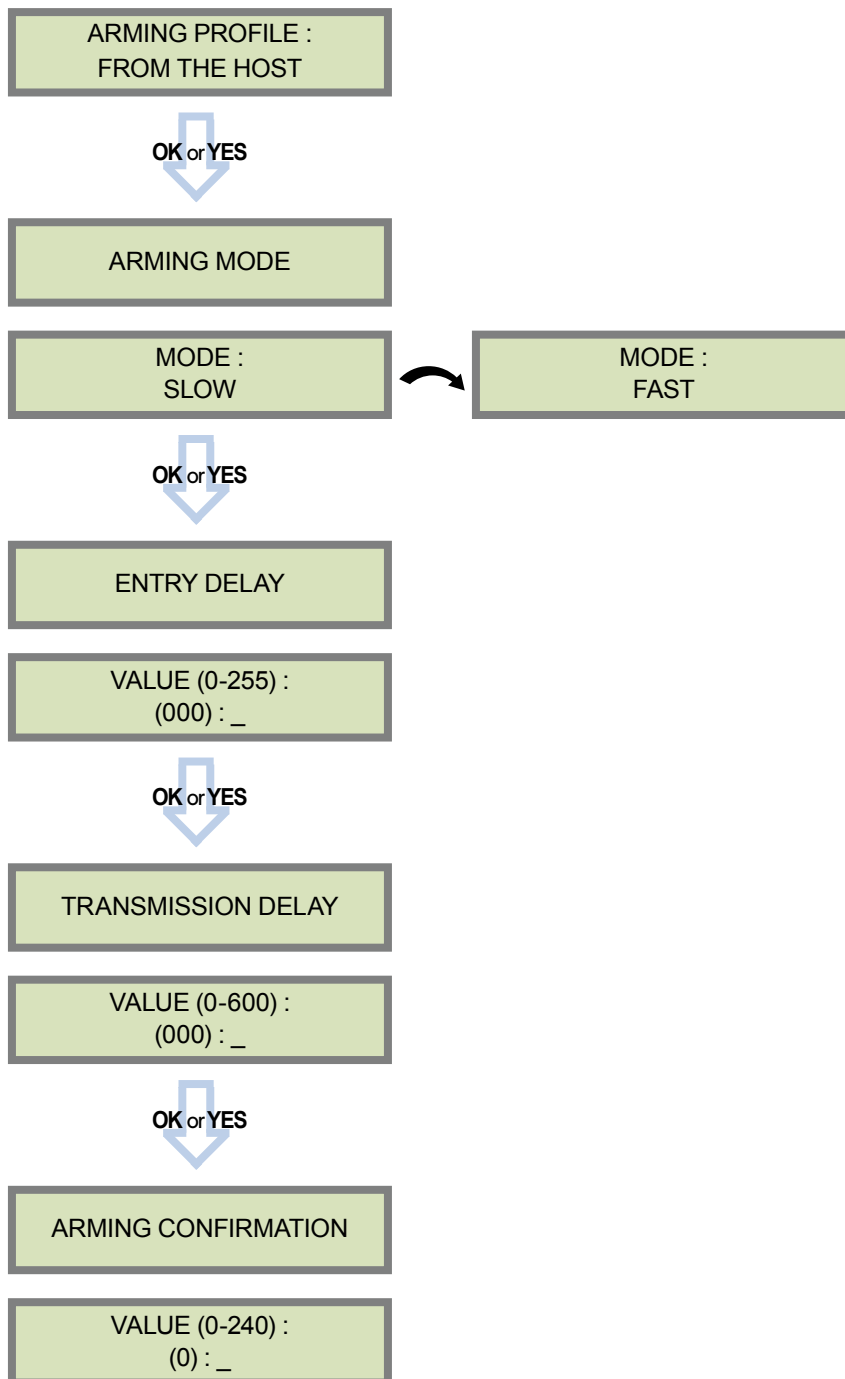 ARMING PROFILE :
FROM THE HOST
OK or YES
ARMING MODE
MODE :
SLOW
MODE :
FAST
OK or YES
ENTRY DELAY
VALUE (0-255) :
(000) : _
OK or YES
TRANSMISSION DELAY
VALUE (0-600) :
(000) : _
OK or YES
ARMING CONFIRMATION
VALUE (0-240) :
(0) : _